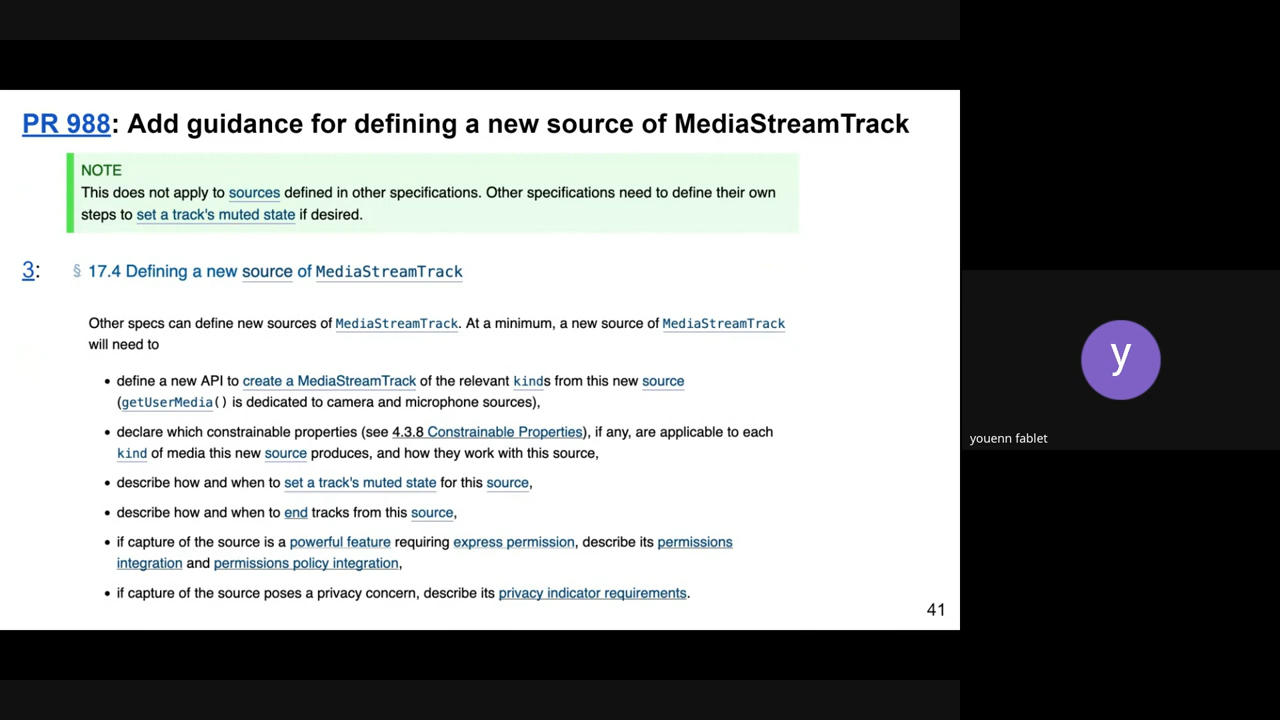 PR 988: Add guidance for defining a new source of MediaStreamTrack
NOTE
This does not apply to sources defined in other specifications. Other specifications need to define their own
steps to set a track's muted state if desired.
3: § 17.4 Defining a new source of MediaStreamTrack
Other specs can define new sources of MediaStreamTrack. At a minimum, a new source of MediaStreamTrack
will need to
• define a new API to create a MediaStreamTrack of the relevant kinds from this new source
(getUserMedia() is dedicated to camera and microphone sources),
• declare which constrainable properties (see 4.3.8 Constrainable Properties), if any, are applicable to each
kind of media this new source produces, and how they work with this source,
• describe how and when to set a track's muted state for this source,
• describe how and when to end tracks from this source,
• if capture of the source is a powerful feature requiring express permission, describe its permissions
integration and permissions policy integration,
• if capture of the source poses a privacy concern, describe its privacy indicator requirements.
41
y
youenn fablet